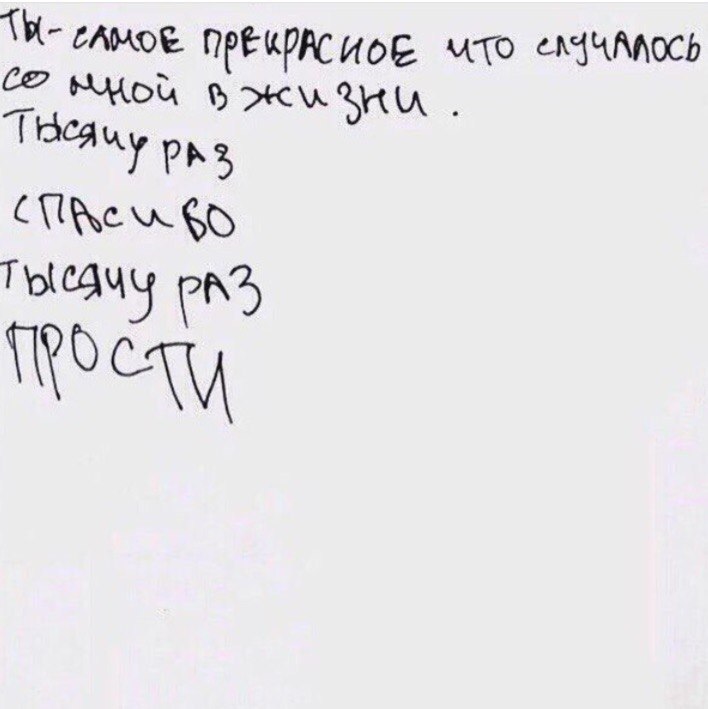 ты - самое прекрасное что случалось
со мной в жизни.
Тысячу раз
спасибо
тысячу раз
ПРОСТИ